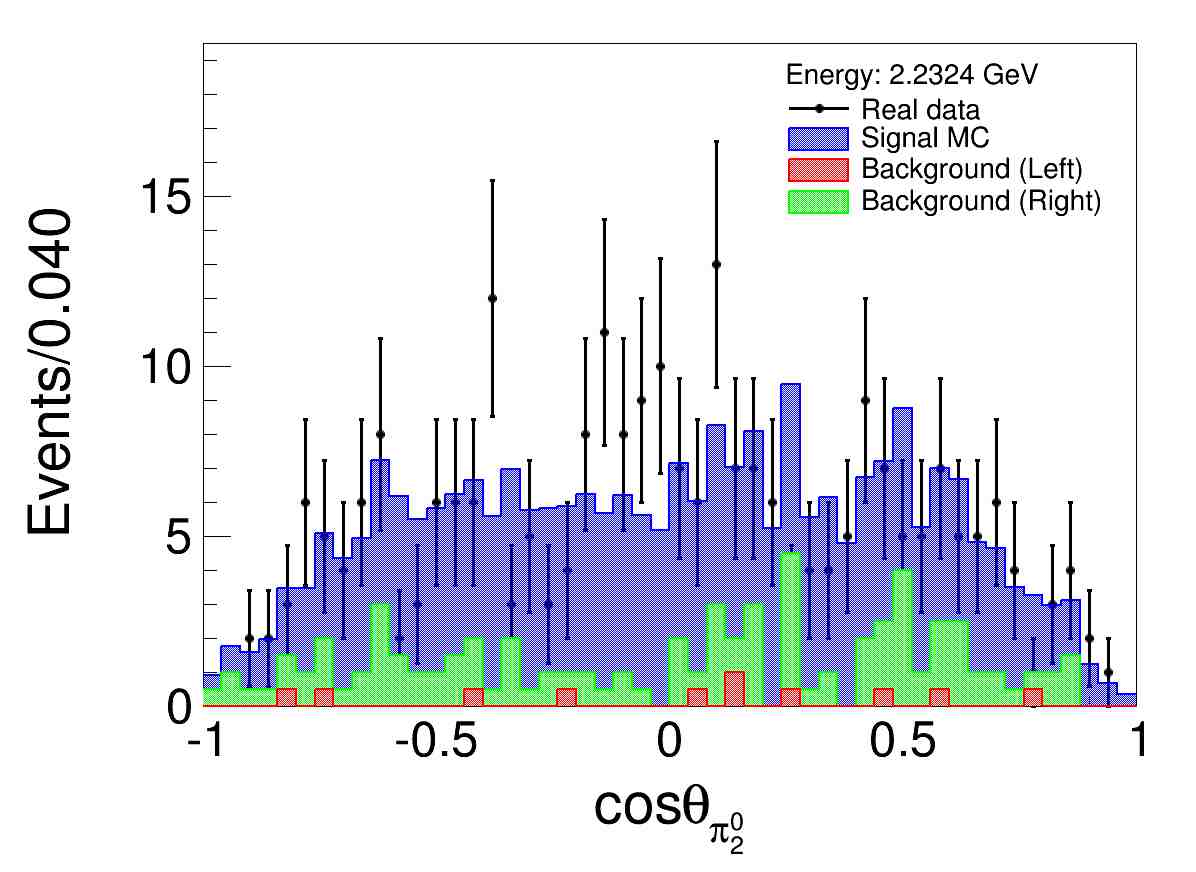 Energy: 2.2324 GeV
Real data
Signal MC
Background (Left)
Background (Right)
Events/0.040
15
10
5
0
-1
-0.5
0
0.5
1
cosθπ⁰₂